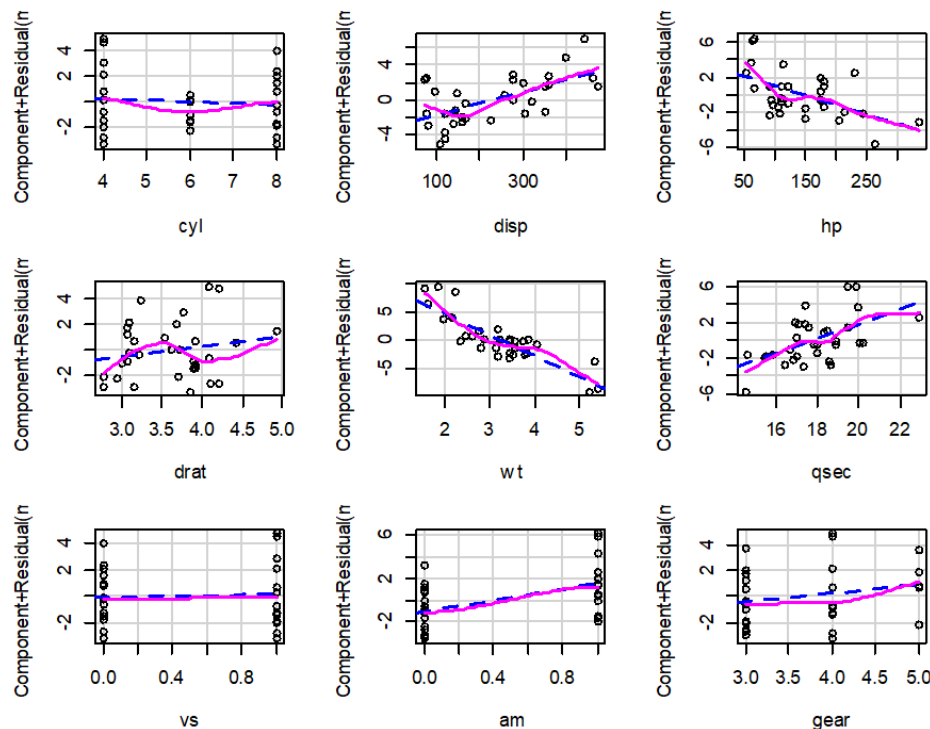 Component+Residual(
4
2
-2
4 5 6 7 8
cyl
Component+Residual(
4
0
-4
100 300
disp
Component+Residual(
6
2
-2
-6
50 150 250
hp
Component+Residual(
4
2
-2
3.0 3.5 4.0 4.5 5.0
drat
Component+Residual(
5
0
-5
2 3 4 5
wt
Component+Residual(
6
2
-2
-6
16 18 20 22
qsec
Component+Residual(
4
2
-2
0.0 0.4 0.8
vs
Component+Residual(
6
2
-2
0.0 0.4 0.8
am
Component+Residual(
4
2
-2
3.0 3.5 4.0 4.5 5.0
gear